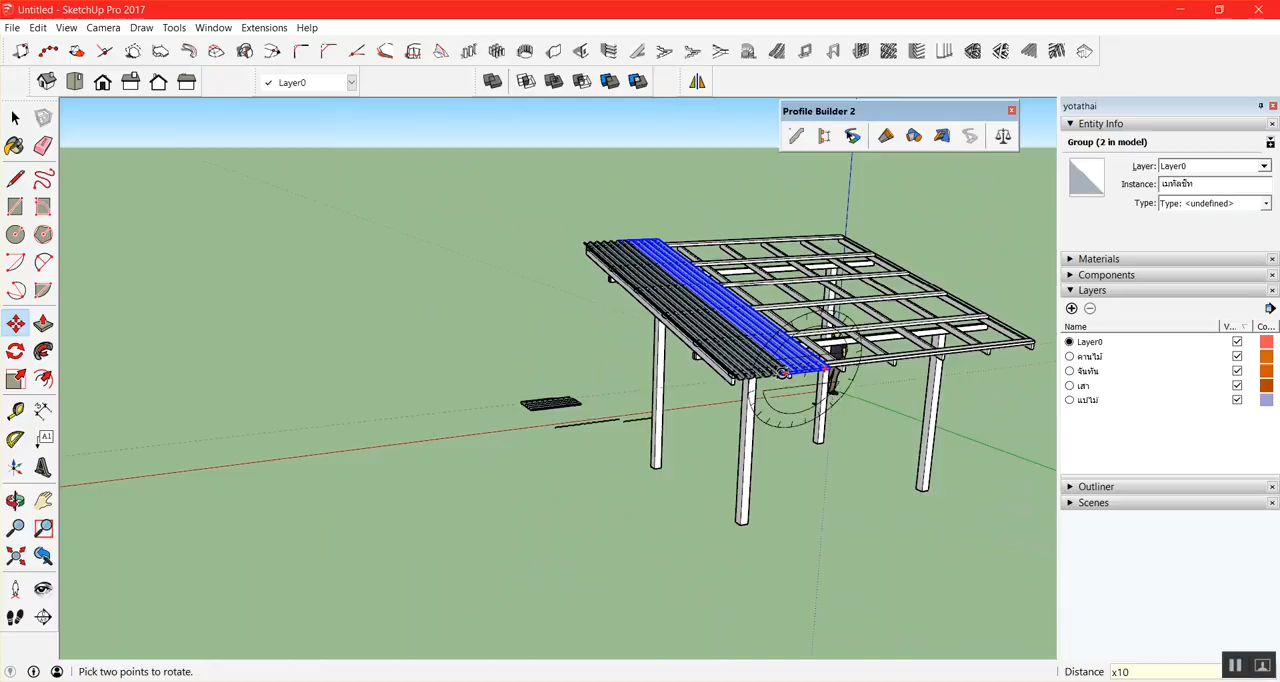 Untitled - SketchUp Pro 2017
File Edit View Camera Draw Tools Window Extensions Help
Layer0
Profile Builder 2
yotathai
Entity Info
Group (2 in model)
Layer: Layer0
Instance: เมทัลชีท
Type: Type: <undefined>
Materials
Components
Layers
Name V... Co...
Layer0
คานไม้
จันทัน
เสา
แปไม้
Outliner
Scenes
A1
Pick two points to rotate.
Distance x10